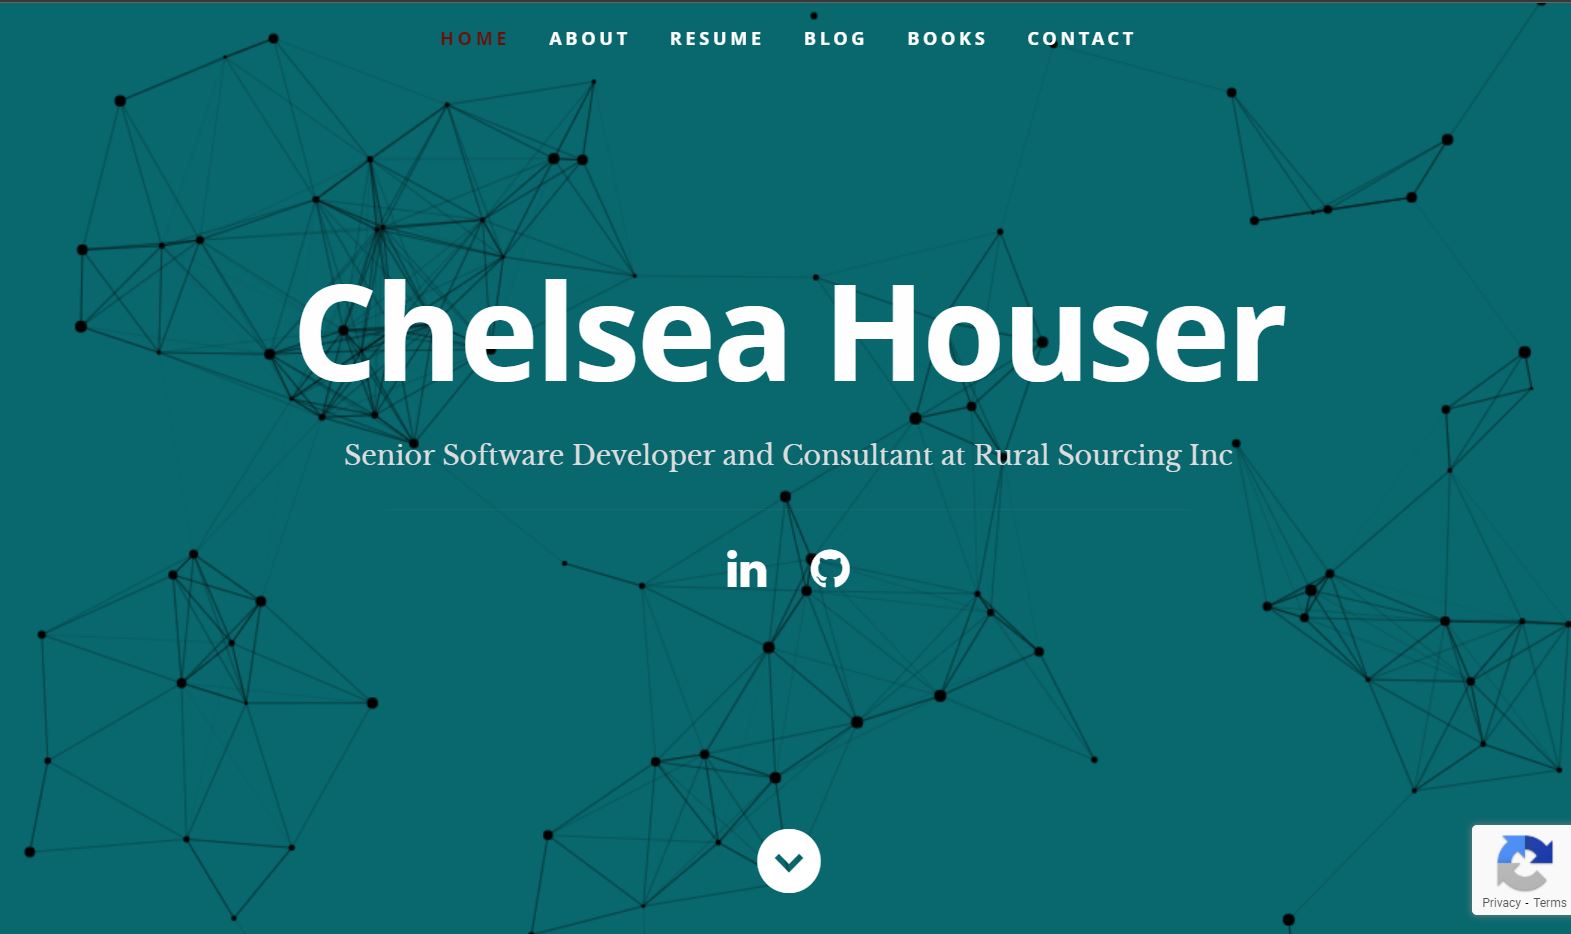 HOME ABOUT RESUME BLOG BOOKS CONTACT
Chelsea Houser
Senior Software Developer and Consultant at Rural Sourcing Inc
in
Privacy - Terms